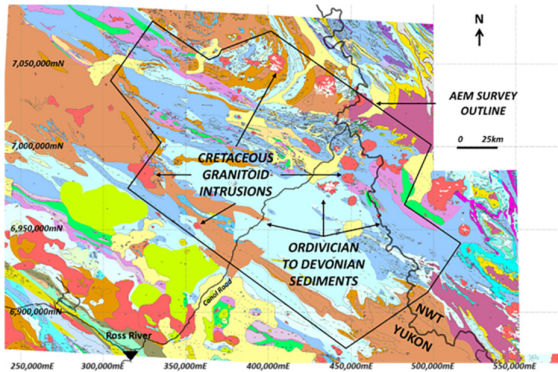 N
7,050,000mN
AEM SURVEY
OUTLINE
0 25km
7,000,000mN
CRETACEOUS
GRANITOID
INTRUSIONS
6,950,000mN
ORDIVICIAN
TO DEVONIAN
SEDIMENTS
Canol Road
6,900,000mN
NWT
YUKON
Ross River
250,000mE 300,000mE 350,000mE 400,000mE 450,000mE 500,000mE 550,000mE